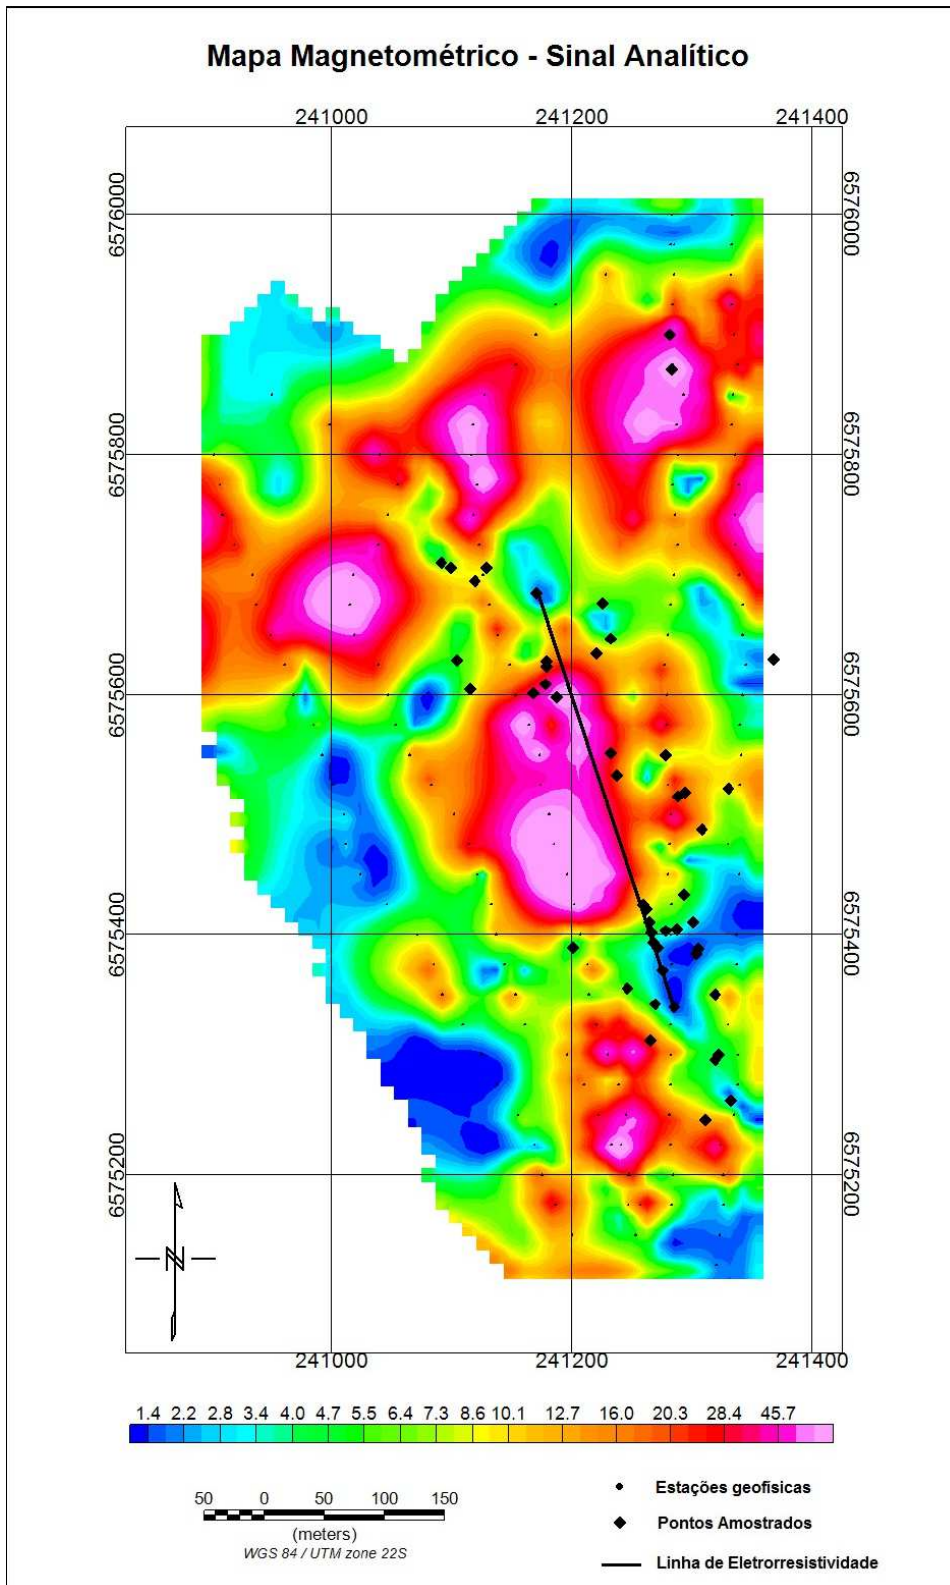 Mapa Magnetométrico - Sinal Analítico
241000 241200 241400
6576000 6576000
6575800 6575800
6575600 6575600
6575400 6575400
6575200 6575200
N
241000 241200 241400
1.4 2.2 2.8 3.4 4.0 4.7 5.5 6.4 7.3 8.6 10.1 12.7 16.0 20.3 28.4 45.7
50 0 50 100 150
(meters)
WGS 84 / UTM zone 22S
Estações geofísicas
Pontos Amostrados
Linha de Eletrorresistividade